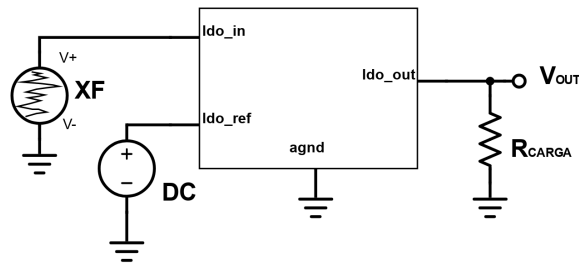 ldo_in
V+
XF
V-
ldo_ref
+
−
DC
agnd
ldo_out
VOUT
RCARGA